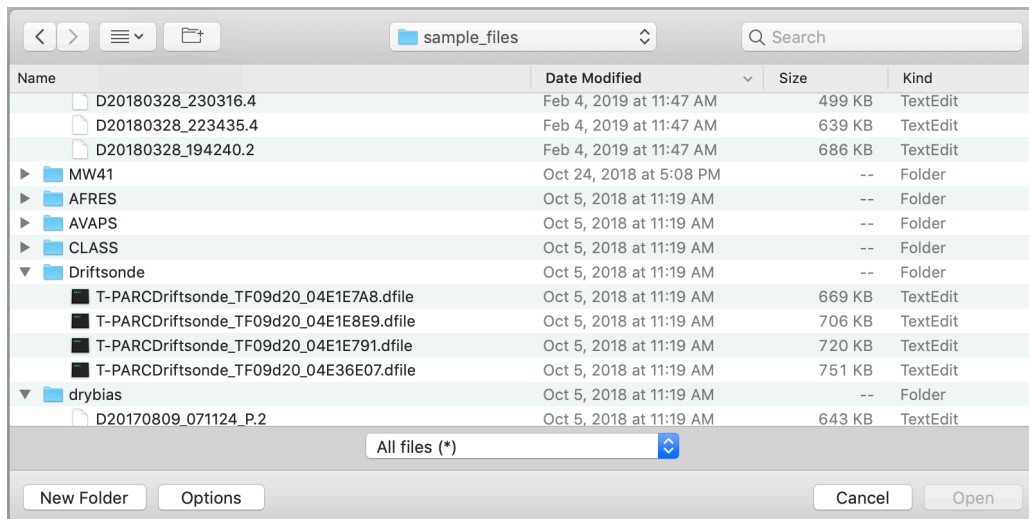 sample_files
Search
Name Date Modified Size Kind
D20180328_230316.4 Feb 4, 2019 at 11:47 AM 499 KB TextEdit
D20180328_223435.4 Feb 4, 2019 at 11:47 AM 639 KB TextEdit
D20180328_194240.2 Feb 4, 2019 at 11:47 AM 686 KB TextEdit
MW41 Oct 24, 2018 at 5:08 PM -- Folder
AFRES Oct 5, 2018 at 11:19 AM -- Folder
AVAPS Oct 5, 2018 at 11:19 AM -- Folder
CLASS Oct 5, 2018 at 11:19 AM -- Folder
Driftsonde Oct 5, 2018 at 11:19 AM -- Folder
T-PARCDriftsonde_TF09d20_04E1E7A8.dfile Oct 5, 2018 at 11:19 AM 669 KB TextEdit
T-PARCDriftsonde_TF09d20_04E1E8E9.dfile Oct 5, 2018 at 11:19 AM 706 KB TextEdit
T-PARCDriftsonde_TF09d20_04E1E791.dfile Oct 5, 2018 at 11:19 AM 720 KB TextEdit
T-PARCDriftsonde_TF09d20_04E36E07.dfile Oct 5, 2018 at 11:19 AM 751 KB TextEdit
drybias Oct 5, 2018 at 11:19 AM -- Folder
D20170809_071124_P.2 Oct 5, 2018 at 11:19 AM 643 KB TextEdit
All files (*)
New Folder Options Cancel Open